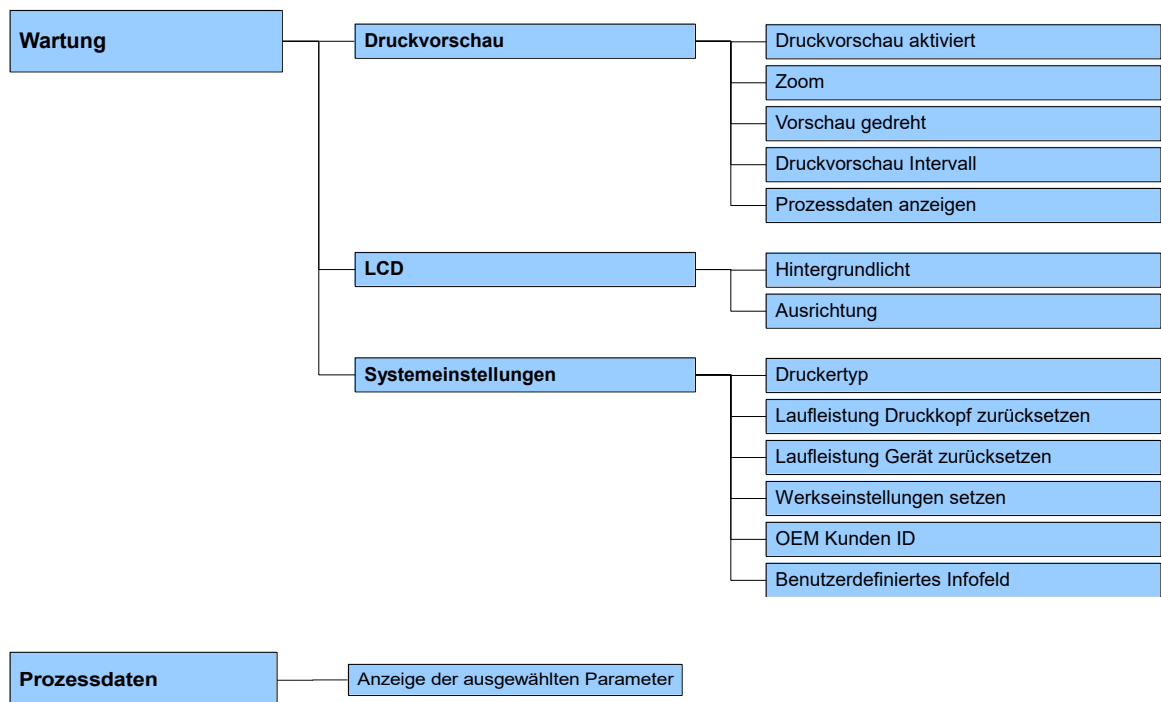 Wartung
Druckvorschau
Druckvorschau aktiviert
Zoom
Vorschau gedreht
Druckvorschau Intervall
Prozessdaten anzeigen
LCD
Hintergrundlicht
Ausrichtung
Systemeinstellungen
Druckertyp
Laufleistung Druckkopf zurücksetzen
Laufleistung Gerät zurücksetzen
Werkseinstellungen setzen
OEM Kunden ID
Benutzerdefiniertes Infofeld
Prozessdaten
Anzeige der ausgewählten Parameter